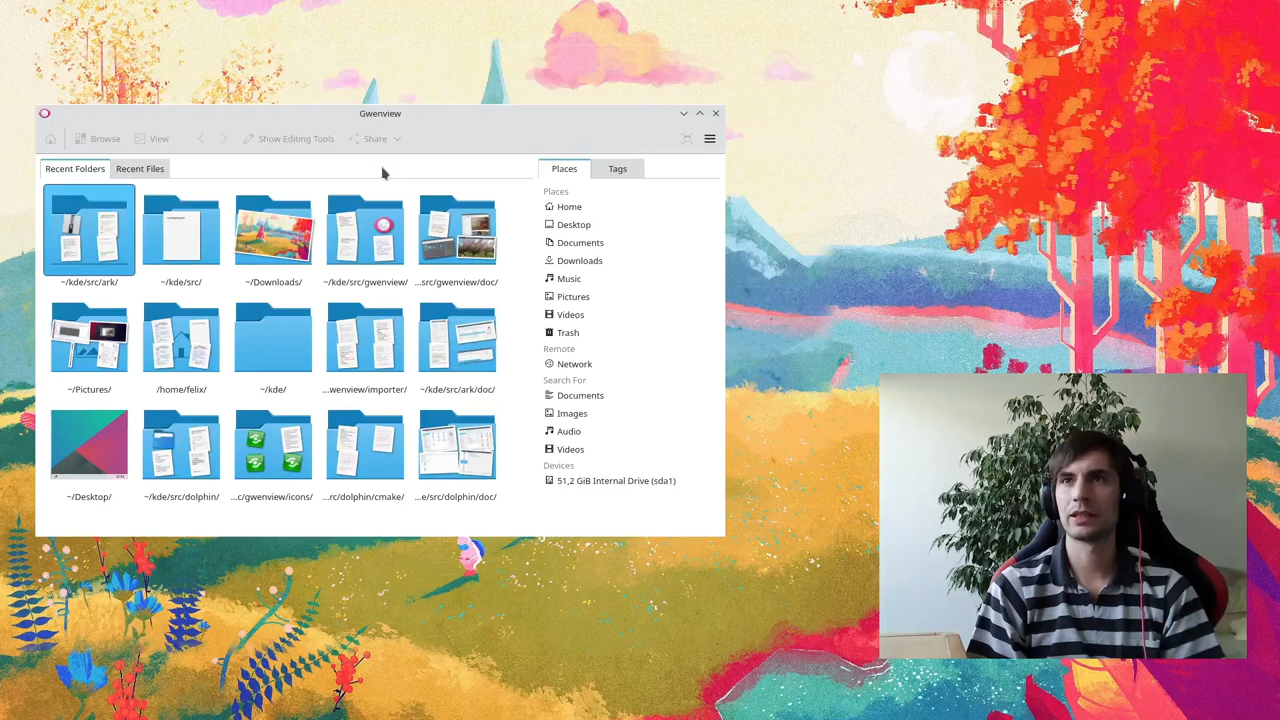 Gwenview
Browse View Show Editing Tools Share
Recent Folders Recent Files
~/kde/src/ark/ ~/kde/src/ ~/Downloads/ ~/kde/src/gwenview/ ...src/gwenview/doc/
~/Pictures/ /home/felix/ ~/kde/ ...wenview/importer/ ~/kde/src/ark/doc/
~/Desktop/ ~/kde/src/dolphin/ ...c/gwenview/icons/ ...rc/dolphin/cmake/ ...e/src/dolphin/doc/
Places Tags
Places
Home
Desktop
Documents
Downloads
Music
Pictures
Videos
Trash
Remote
Network
Search For
Documents
Images
Audio
Videos
Devices
51,2 GiB Internal Drive (sda1)